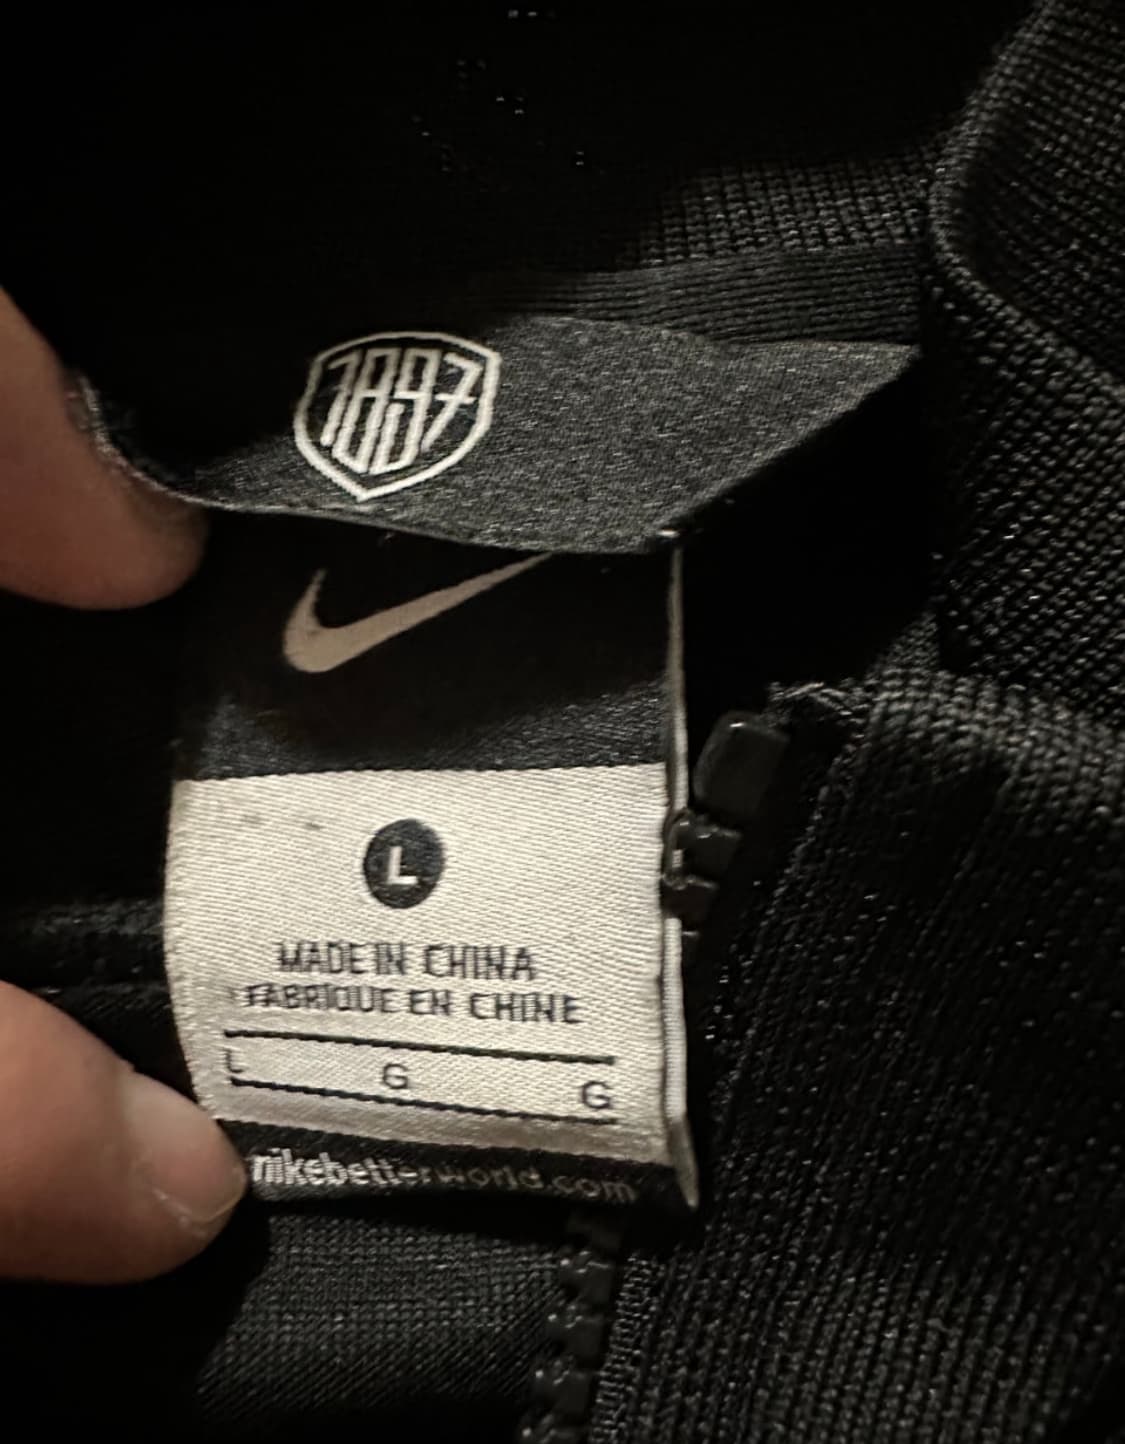 1897
L
MADE IN CHINA
FABRIQUE EN CHINE
L G G
nikebetterworld.com